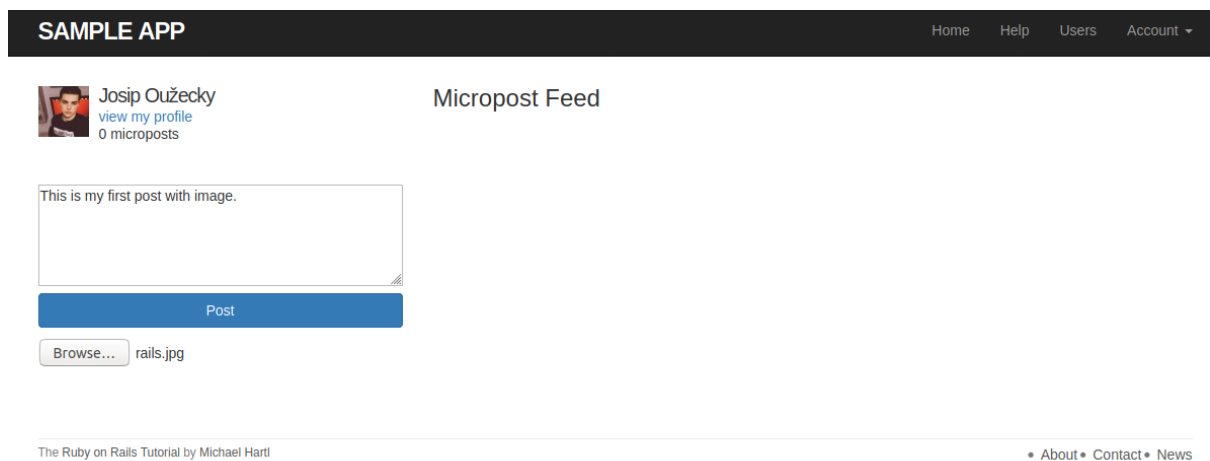 SAMPLE APP
Home Help Users Account
Josip Oužecky
view my profile
0 microposts
Micropost Feed
This is my first post with image.
Post
Browse... rails.jpg
The Ruby on Rails Tutorial by Michael Hartl
• About • Contact • News